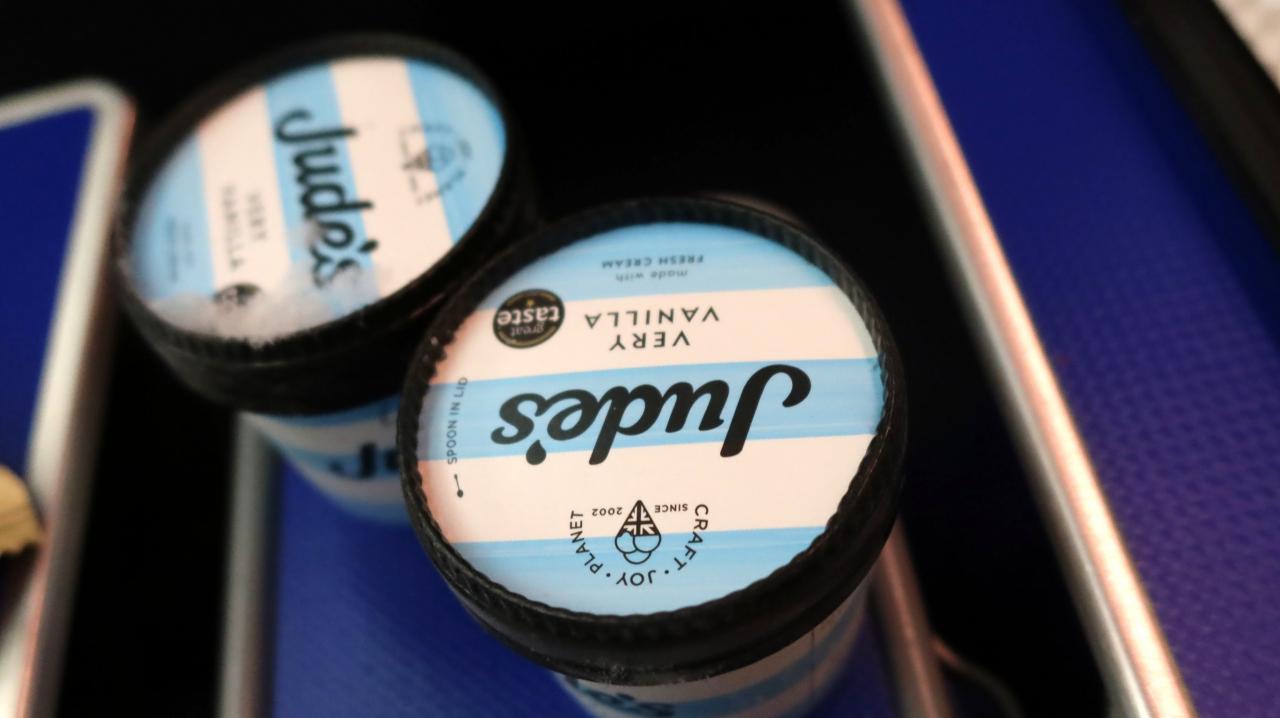 Jude's
VERY
VANILLA
made with
FRESH CREAM
great
taste
Jude's
VERY
VANILLA
SPOON IN LID
SINCE 2002
CRAFT · JOY · PLANET